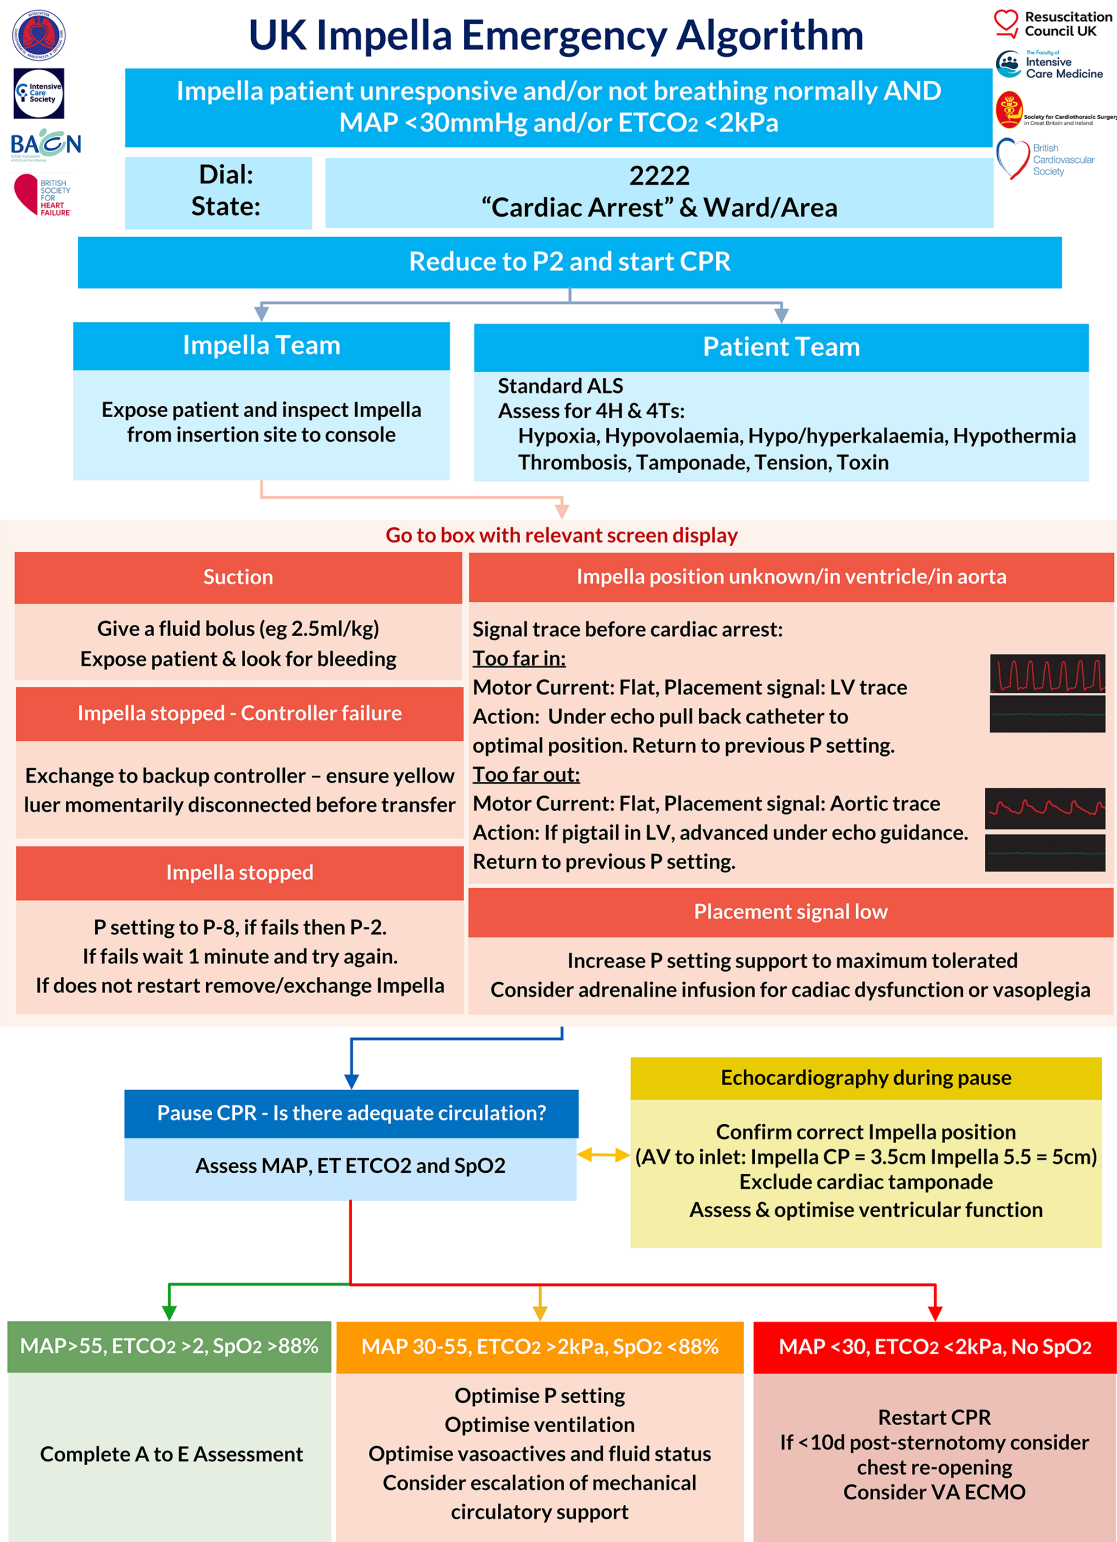 UK Impella Emergency Algorithm
Intensive
Care
Society
BACCN
BRITISH
SOCIETY
FOR
HEART
FAILURE
Resuscitation
Council UK
The Faculty of
Intensive
Care Medicine
Society for Cardiothoracic Surgery
in Great Britain and Ireland
British
Cardiovascular
Society
Impella patient unresponsive and/or not breathing normally AND
MAP <30mmHg and/or ETCO2 <2kPa
Dial:
State:
2222
“Cardiac Arrest” & Ward/Area
Reduce to P2 and start CPR
Impella Team
Expose patient and inspect Impella
from insertion site to console
Patient Team
Standard ALS
Assess for 4H & 4Ts:
Hypoxia, Hypovolaemia, Hypo/hyperkalaemia, Hypothermia
Thrombosis, Tamponade, Tension, Toxin
Go to box with relevant screen display
Suction
Give a fluid bolus (eg 2.5ml/kg)
Expose patient & look for bleeding
Impella stopped - Controller failure
Exchange to backup controller – ensure yellow
luer momentarily disconnected before transfer
Impella stopped
P setting to P-8, if fails then P-2.
If fails wait 1 minute and try again.
If does not restart remove/exchange Impella
Impella position unknown/in ventricle/in aorta
Signal trace before cardiac arrest:
Too far in:
Motor Current: Flat, Placement signal: LV trace
Action: Under echo pull back catheter to
optimal position. Return to previous P setting.
Too far out:
Motor Current: Flat, Placement signal: Aortic trace
Action: If pigtail in LV, advanced under echo guidance.
Return to previous P setting.
Placement signal low
Increase P setting support to maximum tolerated
Consider adrenaline infusion for cadiac dysfunction or vasoplegia
Pause CPR - Is there adequate circulation?
Assess MAP, ET ETCO2 and SpO2
Echocardiography during pause
Confirm correct Impella position
(AV to inlet: Impella CP = 3.5cm Impella 5.5 = 5cm)
Exclude cardiac tamponade
Assess & optimise ventricular function
MAP>55, ETCO2 >2, SpO2 >88%
Complete A to E Assessment
MAP 30-55, ETCO2 >2kPa, SpO2 <88%
Optimise P setting
Optimise ventilation
Optimise vasoactives and fluid status
Consider escalation of mechanical
circulatory support
MAP <30, ETCO2 <2kPa, No SpO2
Restart CPR
If <10d post-sternotomy consider
chest re-opening
Consider VA ECMO